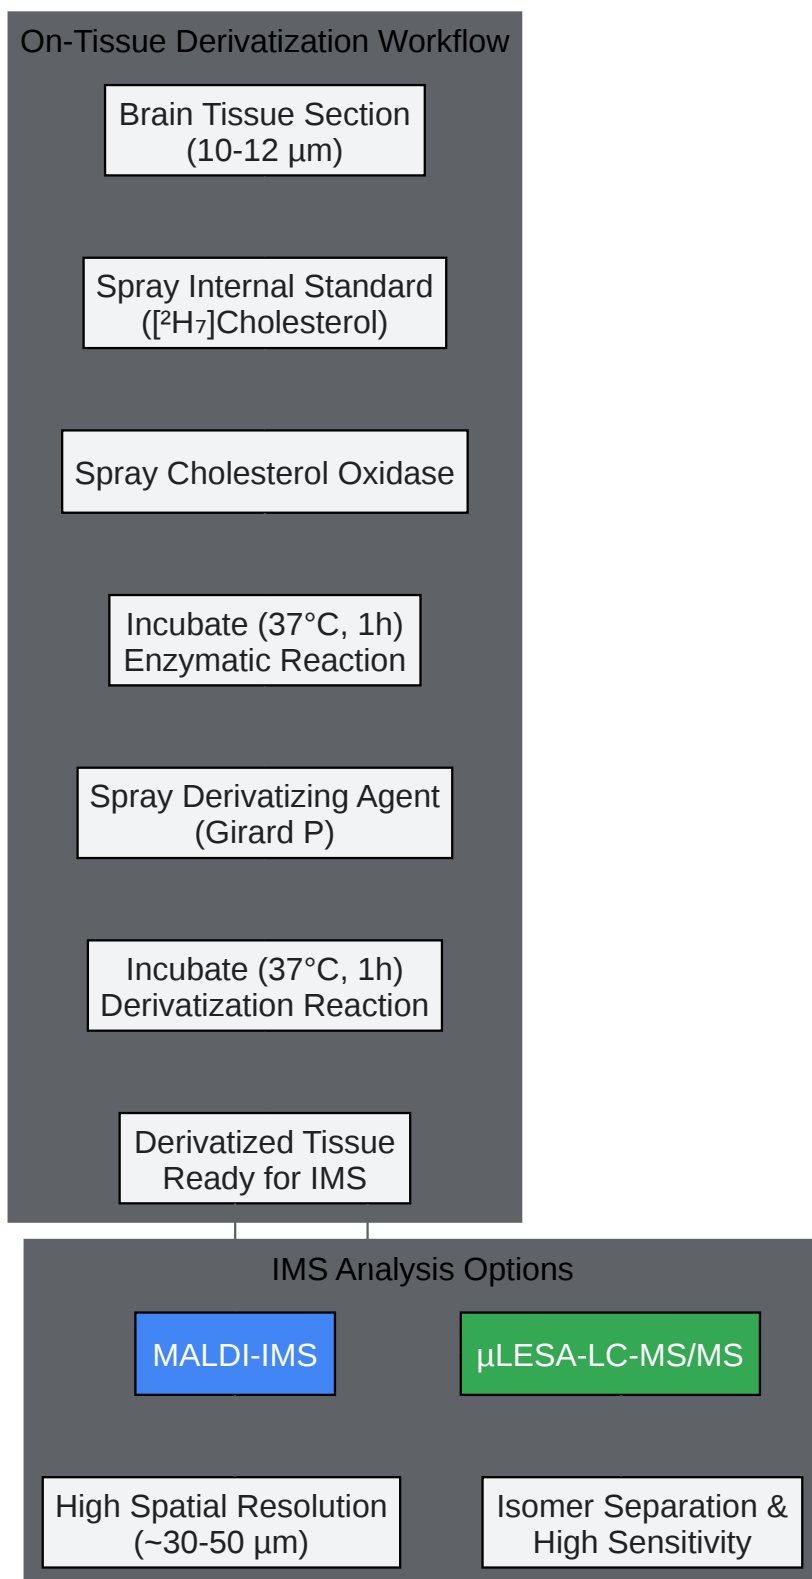 On-Tissue Derivatization Workflow
Brain Tissue Section
(10-12 µm)
Spray Internal Standard
([²H₇]Cholesterol)
Spray Cholesterol Oxidase
Incubate (37°C, 1h)
Enzymatic Reaction
Spray Derivatizing Agent
(Girard P)
Incubate (37°C, 1h)
Derivatization Reaction
Derivatized Tissue
Ready for IMS
IMS Analysis Options
MALDI-IMS
µLESA-LC-MS/MS
High Spatial Resolution
(~30-50 µm)
Isomer Separation &
High Sensitivity